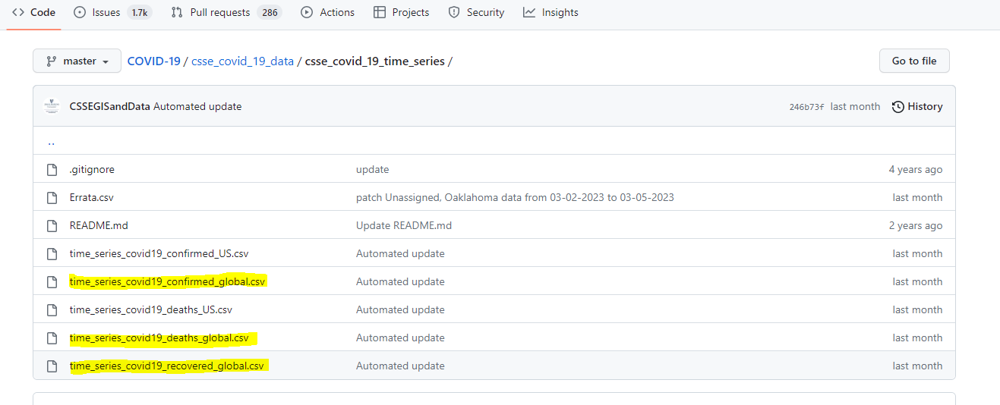 Code Issues 1.7k Pull requests 286 Actions Projects Security Insights
master COVID-19 / csse_covid_19_data / csse_covid_19_time_series / Go to file
CSSEGISandData Automated update 246b73f last month History
..
.gitignore update 4 years ago
Errata.csv patch Unassigned, Oaklahoma data from 03-02-2023 to 03-05-2023 last month
README.md Update README.md 2 years ago
time_series_covid19_confirmed_US.csv Automated update last month
time_series_covid19_confirmed_global.csv Automated update last month
time_series_covid19_deaths_US.csv Automated update last month
time_series_covid19_deaths_global.csv Automated update last month
time_series_covid19_recovered_global.csv Automated update last month